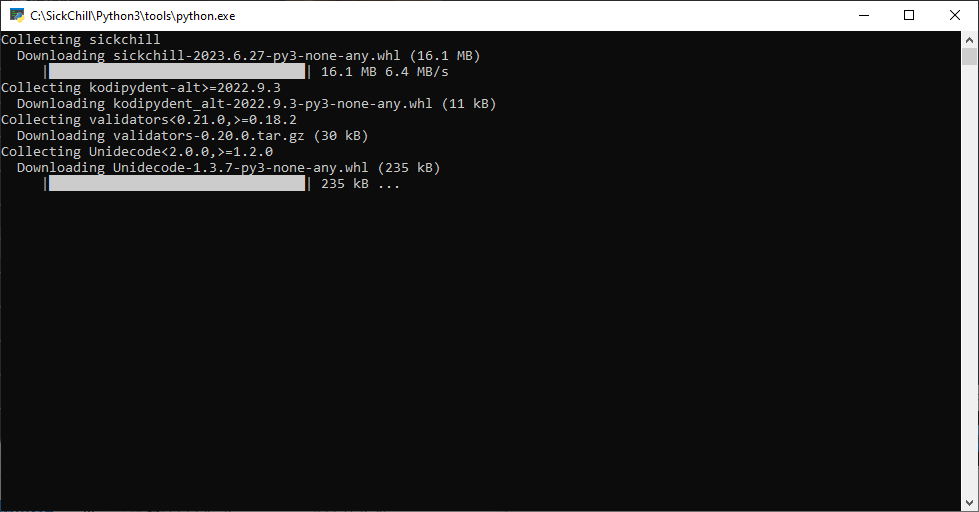 C:\SickChill\Python3\tools\python.exe
Collecting sickchill
Downloading sickchill-2023.6.27-py3-none-any.whl (16.1 MB)
| | 16.1 MB 6.4 MB/s
Collecting kodipydent-alt>=2022.9.3
Downloading kodipydent_alt-2022.9.3-py3-none-any.whl (11 kB)
Collecting validators<0.21.0,>=0.18.2
Downloading validators-0.20.0.tar.gz (30 kB)
Collecting Unidecode<2.0.0,>=1.2.0
Downloading Unidecode-1.3.7-py3-none-any.whl (235 kB)
| | 235 kB ...